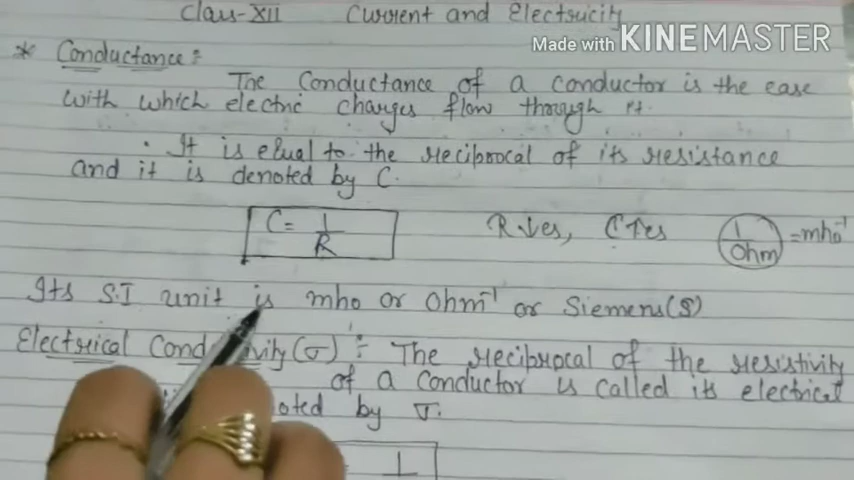 Class-XII Current and Electricity
Made with KINEMASTER
* Conductance :
The Conductance of a conductor is the ease
with which electric charges flow through it.
. It is equal to the reciprocal of its resistance
and it is denoted by C.
C = 1/R R↓es, C↑es 1/Ohm = mho⁻¹
Its S.I unit is mho or Ohm⁻¹ or Siemens(S)
Electrical Conductivity (σ) :- The reciprocal of the resistivity
of a conductor is called its electrical
by σ.
1